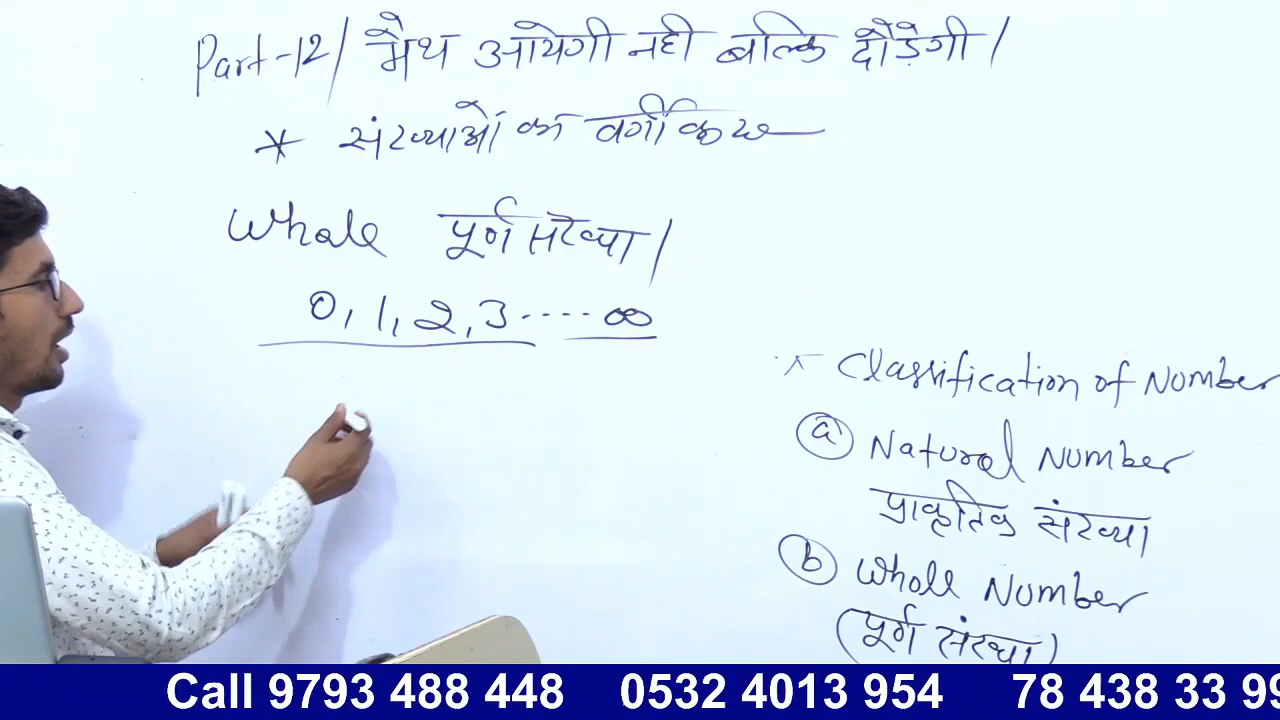 Part-12/ मैथ आयेगी नही बल्कि दौड़ेगी/
* संख्याओं का वर्गीकरण
Whole पूर्ण संख्या/
0, 1, 2, 3 ..... ∞
* Classification of Number
(a) Natural Number
प्राकृतिक संख्या
(b) Whole Number
(पूर्ण संख्या)
Call 9793 488 448 0532 4013 954 78 438 33 99